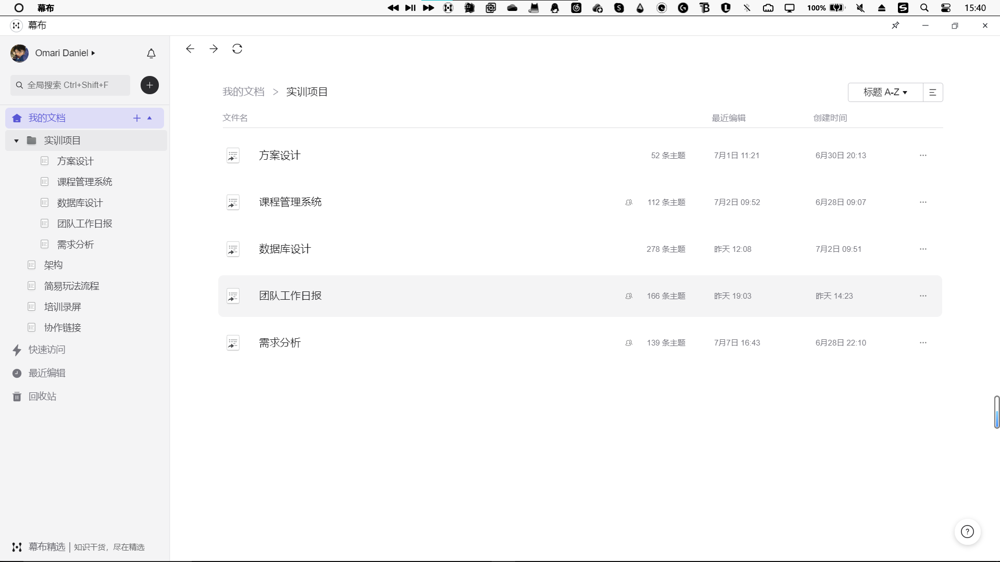 幕布
100%
15:40
幕布
Omari Daniel
全局搜索 Ctrl+Shift+F
我的文档
实训项目
方案设计
课程管理系统
数据库设计
团队工作日报
需求分析
架构
简易玩法流程
培训录屏
协作链接
快速访问
最近编辑
回收站
幕布精选 | 知识干货，尽在精选
我的文档 > 实训项目
标题 A-Z
文件名 最近编辑 创建时间
方案设计 52 条主题 7月1日 11:21 6月30日 20:13
课程管理系统 112 条主题 7月2日 09:52 6月28日 09:07
数据库设计 278 条主题 昨天 12:08 7月2日 09:51
团队工作日报 166 条主题 昨天 19:03 昨天 14:23
需求分析 139 条主题 7月7日 16:43 6月28日 22:10